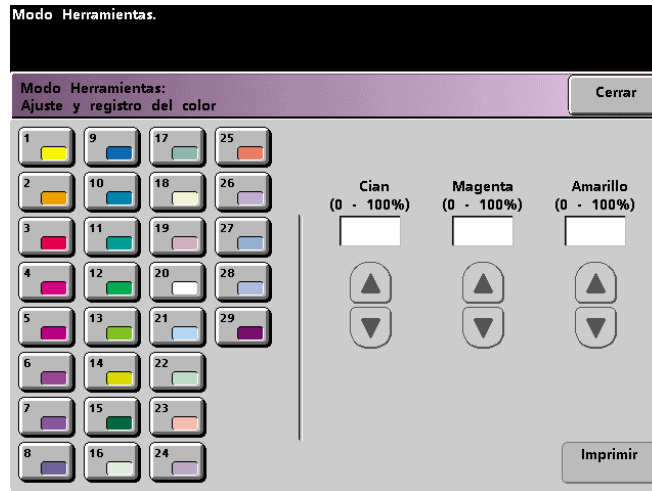 Modo Herramientas.
Modo Herramientas:
Ajuste y registro del color
Cerrar
1 9 17 25
2 10 18 26
3 11 19 27
4 12 20 28
5 13 21 29
6 14 22
7 15 23
8 16 24
Cian Magenta Amarillo
(0 - 100%) (0 - 100%) (0 - 100%)
Imprimir